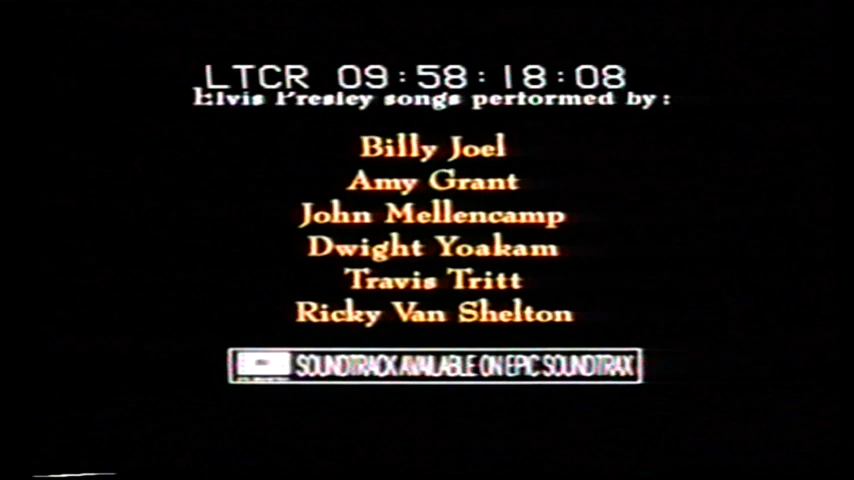 LTCR 09:58:18:08
Elvis Presley songs performed by:
Billy Joel
Amy Grant
John Mellencamp
Dwight Yoakam
Travis Tritt
Ricky Van Shelton
SOUNDTRACK AVAILABLE ON EPIC SOUNDTRAX